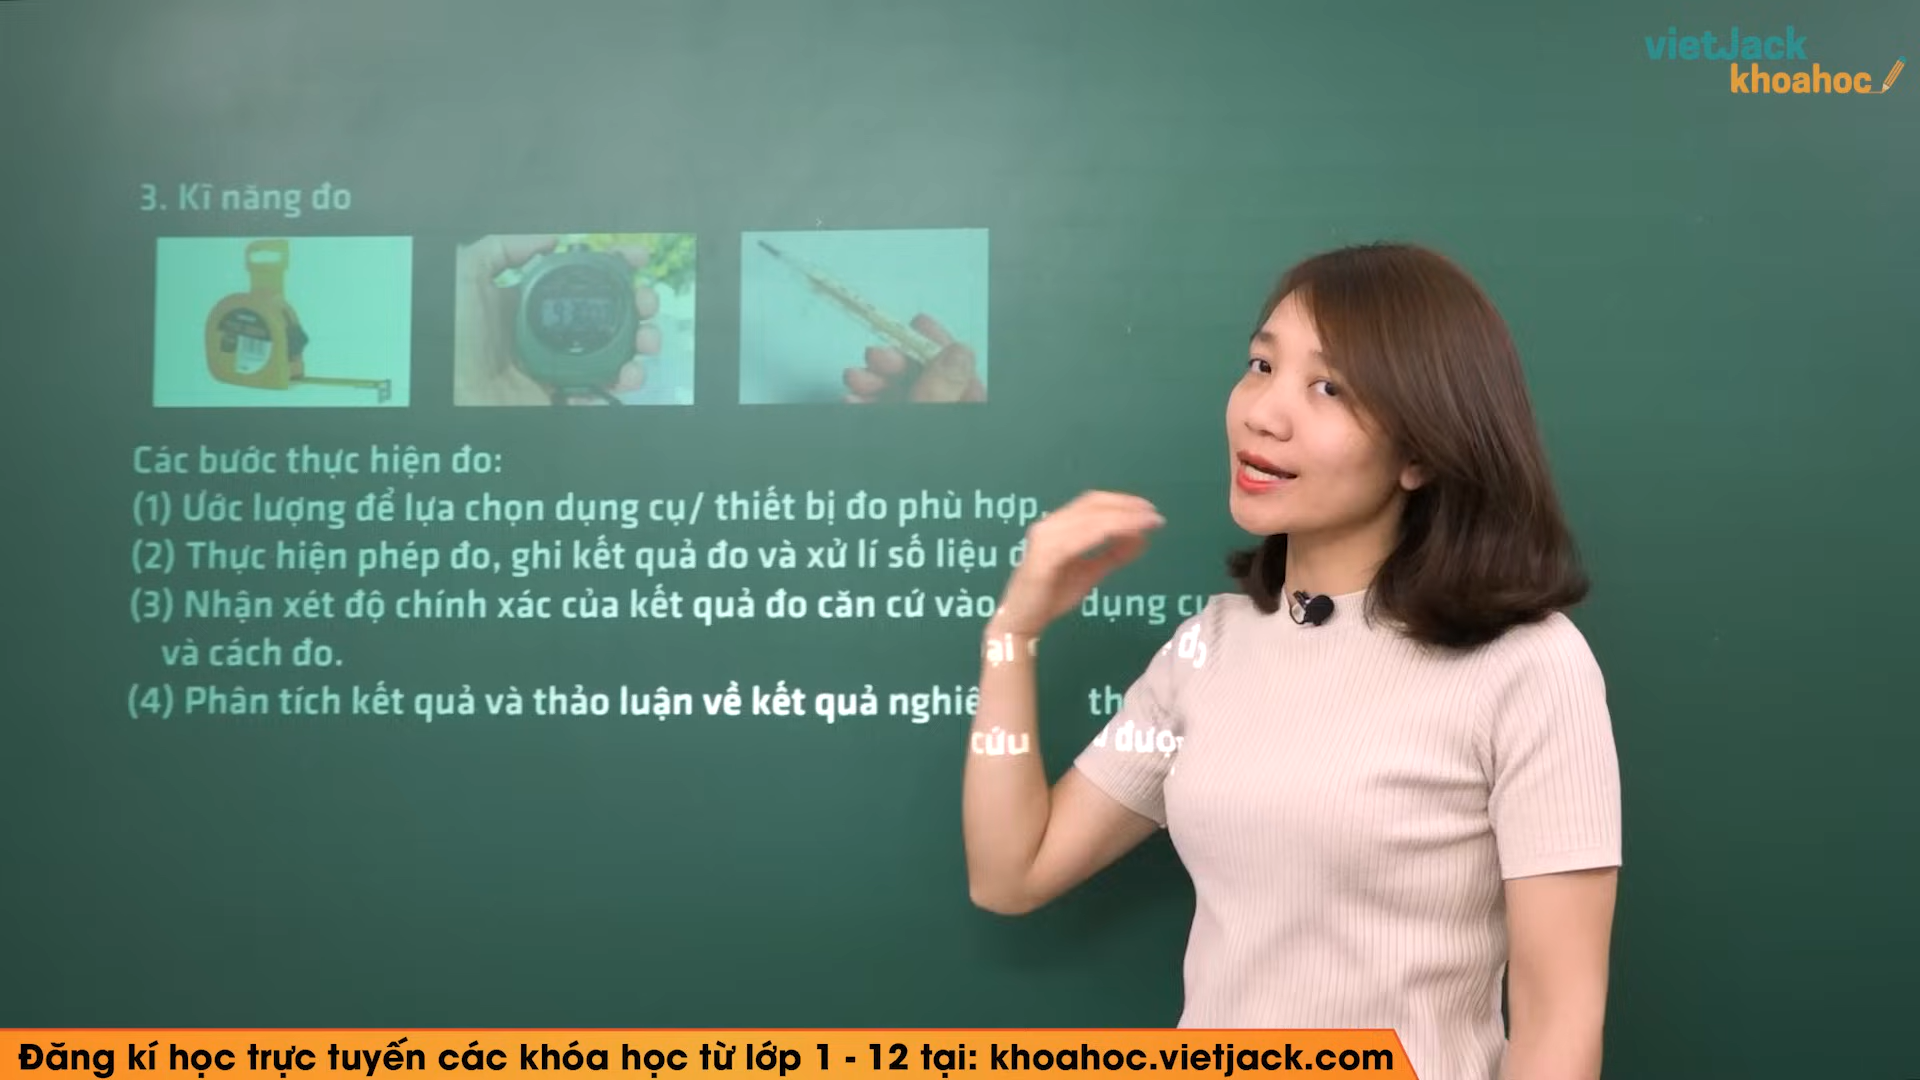 vietJack
khoahoc
3. Kĩ năng đo
Các bước thực hiện đo:
(1) Ước lượng để lựa chọn dụng cụ/ thiết bị đo phù hợp.
(2) Thực hiện phép đo, ghi kết quả đo và xử lí số liệu
(3) Nhận xét độ chính xác của kết quả đo căn cứ vào dụng cụ
và cách đo.
(4) Phân tích kết quả và thảo luận về kết quả
cứu được
Đăng kí học trực tuyến các khóa học từ lớp 1 - 12 tại: khoahoc.vietjack.com